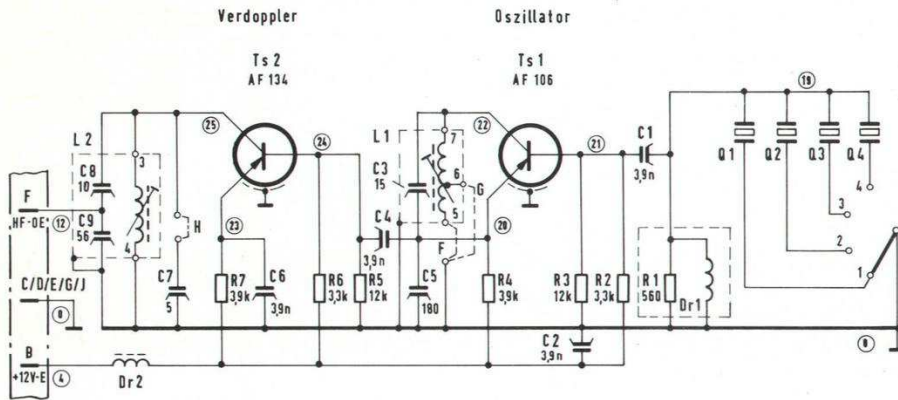 Verdoppler
Oszillator
Ts 2
AF 134
Ts 1
AF 106
19
25
24
22
21
C1
3,9n
Q1
Q2
Q3
Q4
L 2
3
C8
10
L 1
7
C3
15
6
G
5
4
3
2
1
F
HF-OE
12
C9
56
4
H
23
C4
3,9n
F
20
C7
5
R7
3,9k
C6
3,9n
R6
3,3k
R5
12k
C5
180
R4
3,9k
R3
12k
R2
3,3k
R1
560
Dr1
C/D/E/G/J
0
C2
3,9n
0
B
+12V-E
4
Dr2